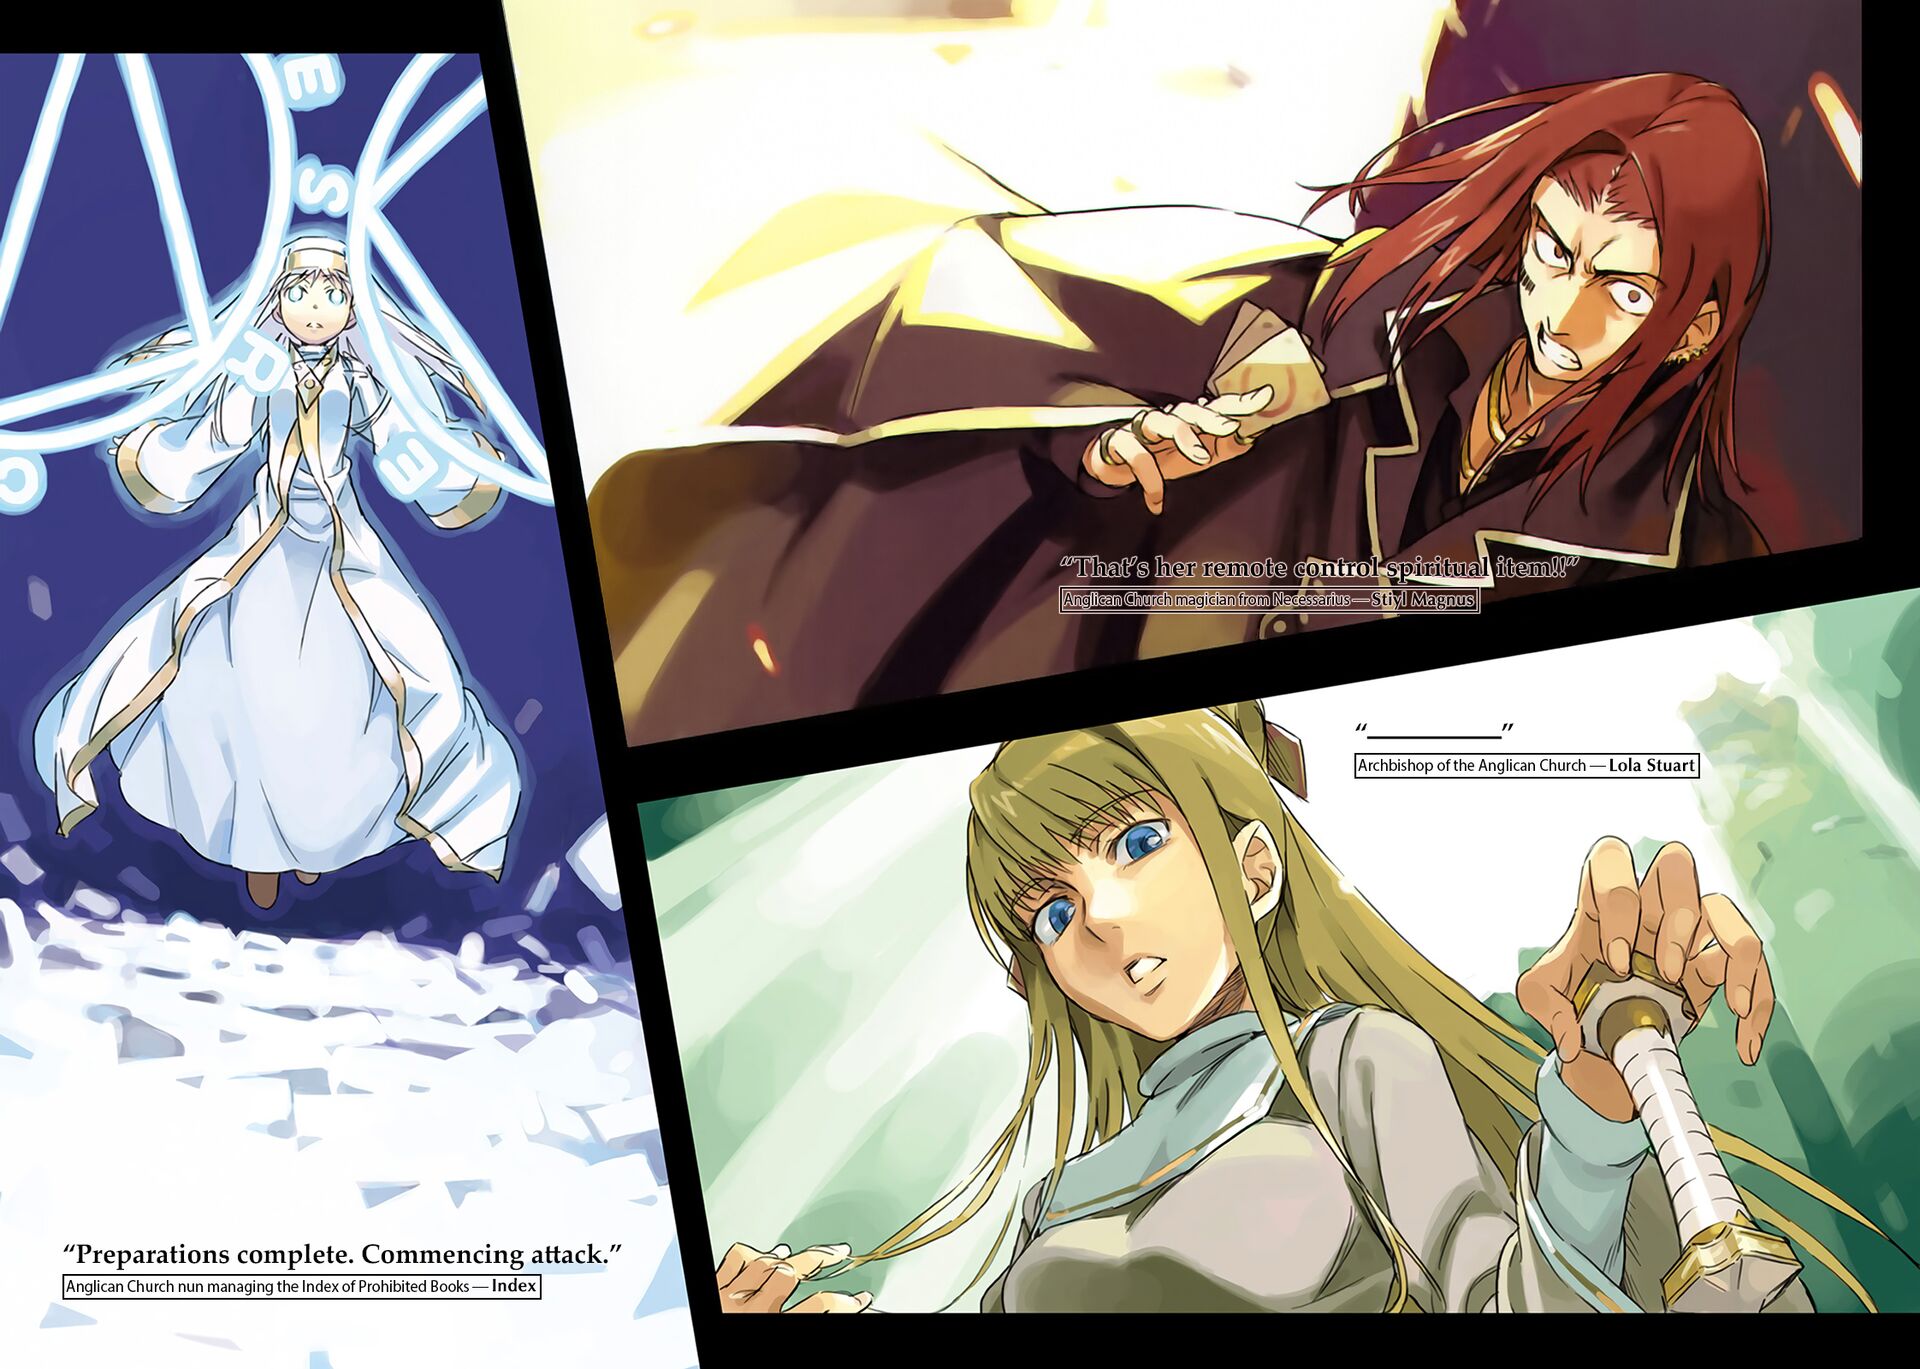 E
S
R
E
C
“Preparations complete. Commencing attack.”
Anglican Church nun managing the Index of Prohibited Books — Index
“That’s her remote control spiritual item!!”
Anglican Church magician from Necessarius — Stiyl Magnus
“————”
Archbishop of the Anglican Church — Lola Stuart